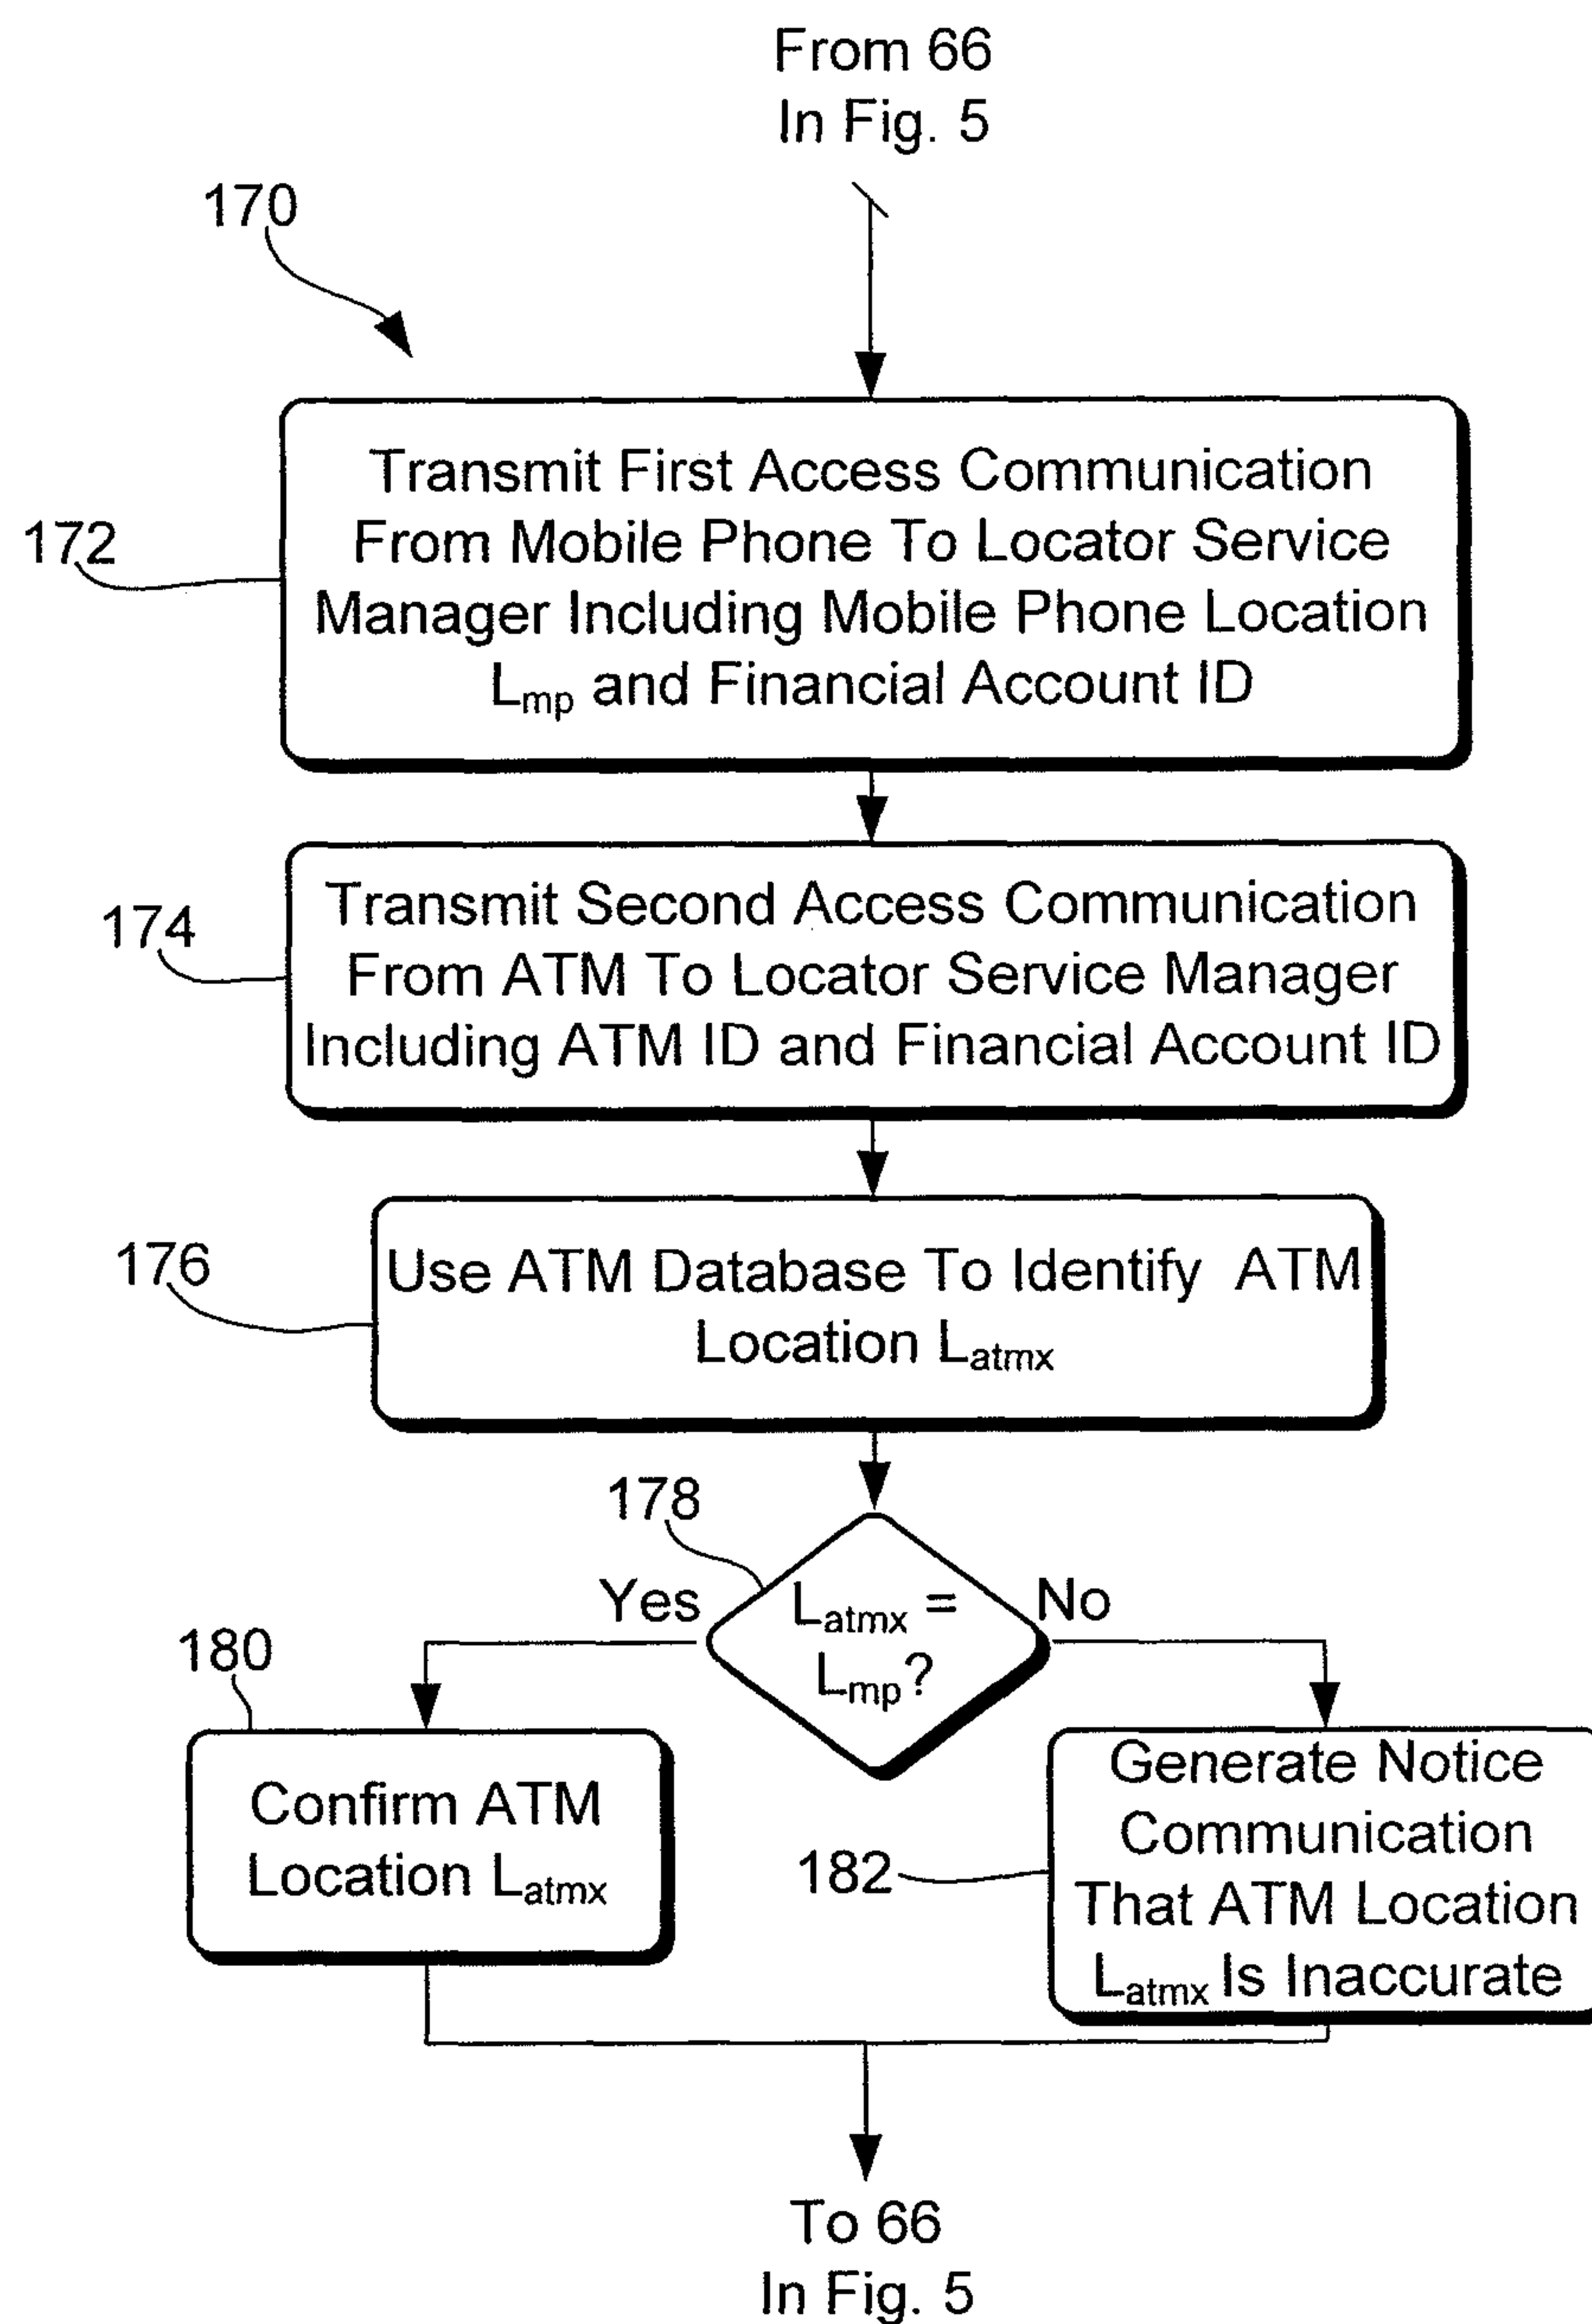 From 66
In Fig. 5
170
172
Transmit First Access Communication
From Mobile Phone To Locator Service
Manager Including Mobile Phone Location
Lmp and Financial Account ID
174
Transmit Second Access Communication
From ATM To Locator Service Manager
Including ATM ID and Financial Account ID
176
Use ATM Database To Identify ATM
Location Latmx
178
Yes
Latmx =
Lmp?
No
180
Confirm ATM
Location Latmx
182
Generate Notice
Communication
That ATM Location
Latmx Is Inaccurate
To 66
In Fig. 5